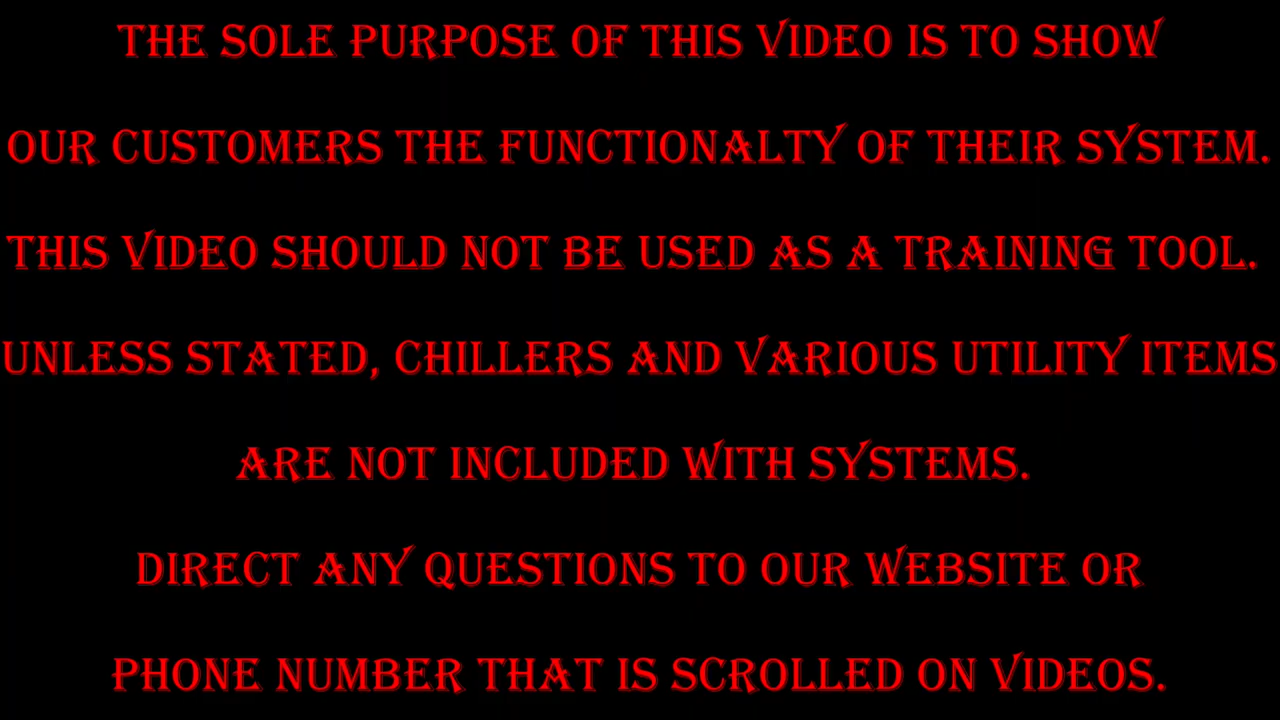 THE SOLE PURPOSE OF THIS VIDEO IS TO SHOW
OUR CUSTOMERS THE FUNCTIONALTY OF THEIR SYSTEM.
THIS VIDEO SHOULD NOT BE USED AS A TRAINING TOOL.
UNLESS STATED, CHILLERS AND VARIOUS UTILITY ITEMS
ARE NOT INCLUDED WITH SYSTEMS.
DIRECT ANY QUESTIONS TO OUR WEBSITE OR
PHONE NUMBER THAT IS SCROLLED ON VIDEOS.